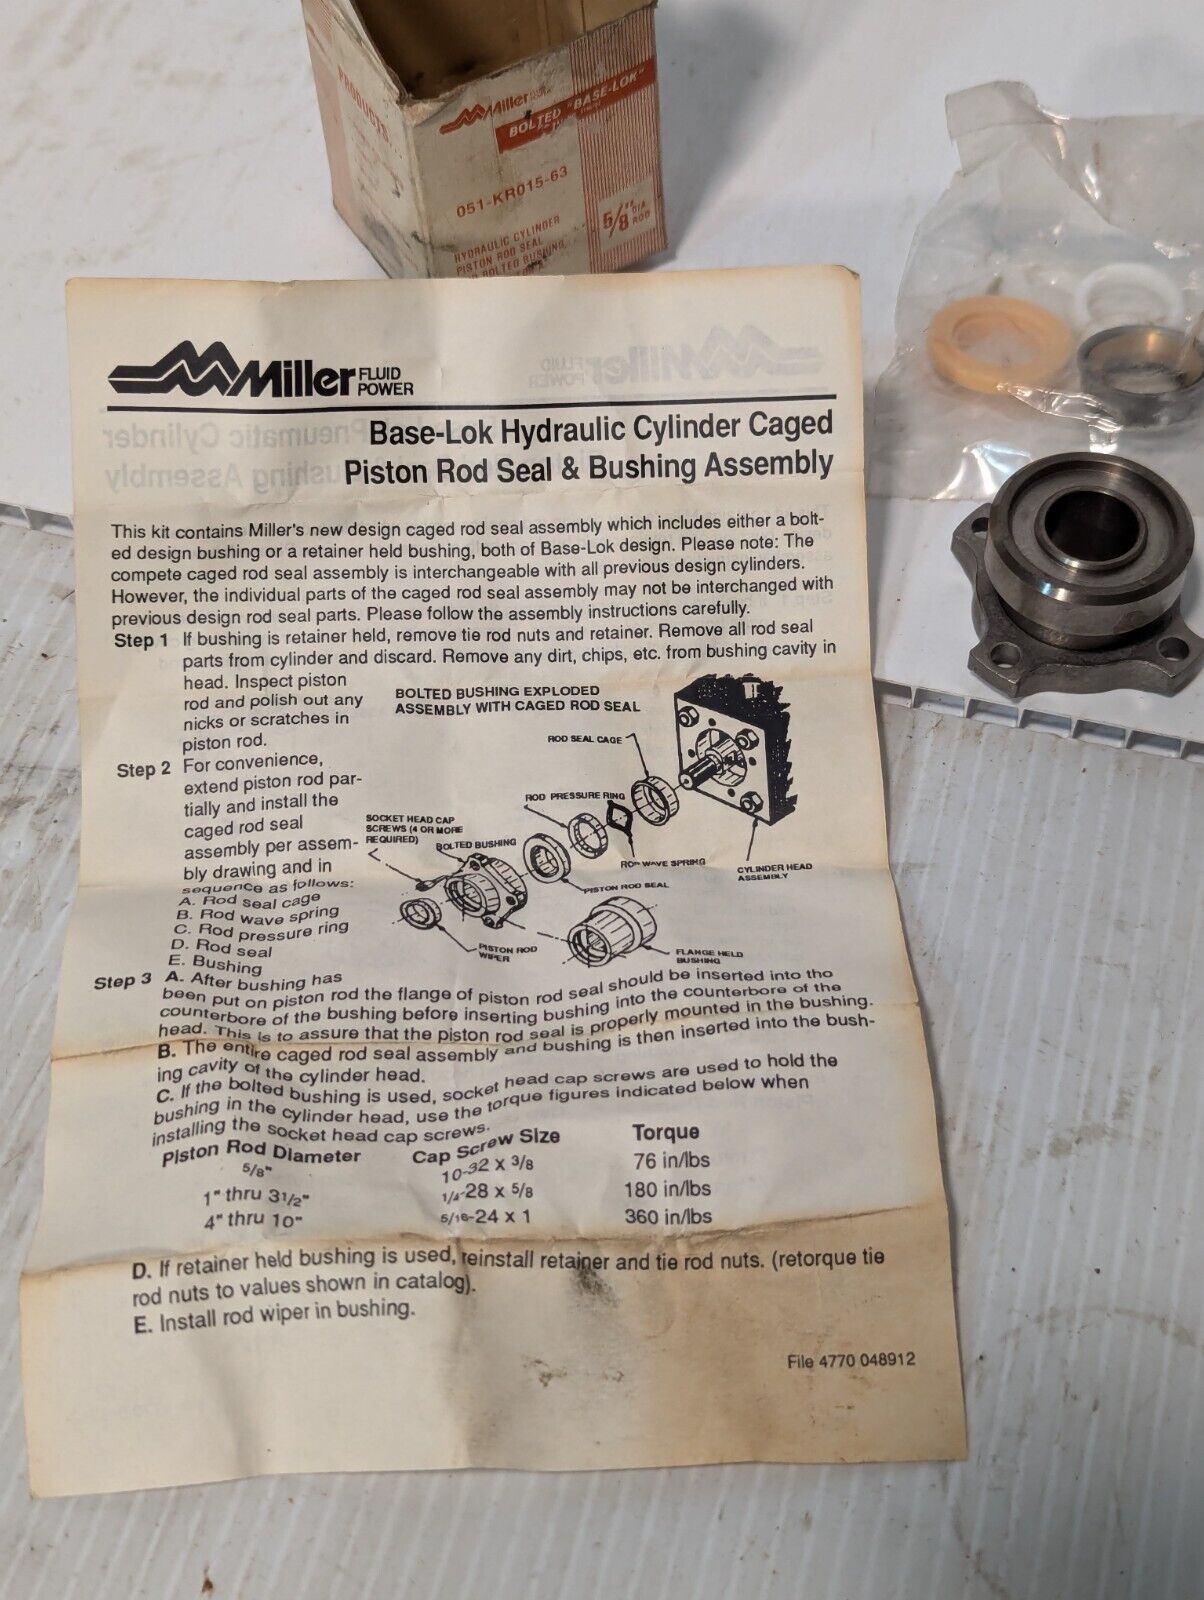 PRODUCTS
Miller
BOLTED "BASE-LOK"
051-KR015-63
5/8" DIA ROD
HYDRAULIC CYLINDER
PISTON ROD SEAL
BOLTED BUSHING
Miller FLUID POWER
Base-Lok Hydraulic Cylinder Caged
Piston Rod Seal & Bushing Assembly
This kit contains Miller's new design caged rod seal assembly which includes either a bolt-
ed design bushing or a retainer held bushing, both of Base-Lok design. Please note: The
compete caged rod seal assembly is interchangeable with all previous design cylinders.
However, the individual parts of the caged rod seal assembly may not be interchanged with
previous design rod seal parts. Please follow the assembly instructions carefully.
Step 1 If bushing is retainer held, remove tie rod nuts and retainer. Remove all rod seal
parts from cylinder and discard. Remove any dirt, chips, etc. from bushing cavity in
head. Inspect piston
rod and polish out any
nicks or scratches in
piston rod.
Step 2 For convenience,
extend piston rod par-
tially and install the
caged rod seal
assembly per assem-
bly drawing and in
sequence as follows:
A. Rod seal cage
B. Rod wave spring
C. Rod pressure ring
D. Rod seal
E. Bushing
BOLTED BUSHING EXPLODED
ASSEMBLY WITH CAGED ROD SEAL
ROD SEAL CAGE
ROD PRESSURE RING
SOCKET HEAD CAP
SCREWS (4 OR MORE
REQUIRED)
BOLTED BUSHING
ROD WAVE SPRING
CYLINDER HEAD
ASSEMBLY
PISTON ROD SEAL
PISTON ROD
WIPER
FLANGE HELD
BUSHING
Step 3 A. After bushing has
been put on piston rod the flange of piston rod seal should be inserted into the
counterbore of the bushing before inserting bushing into the counterbore of the
head. This is to assure that the piston rod seal is properly mounted in the bushing.
B. The entire caged rod seal assembly and bushing is then inserted into the bush-
ing cavity of the cylinder head.
C. If the bolted bushing is used, socket head cap screws are used to hold the
bushing in the cylinder head, use the torque figures indicated below when
installing the socket head cap screws.
Piston Rod Diameter Cap Screw Size Torque
5/8" 10-32 x 3/8 76 in/lbs
1" thru 3 1/2" 1/4-28 x 5/8 180 in/lbs
4" thru 10" 5/16-24 x 1 360 in/lbs
D. If retainer held bushing is used, reinstall retainer and tie rod nuts. (retorque tie
rod nuts to values shown in catalog).
E. Install rod wiper in bushing.
File 4770 048912